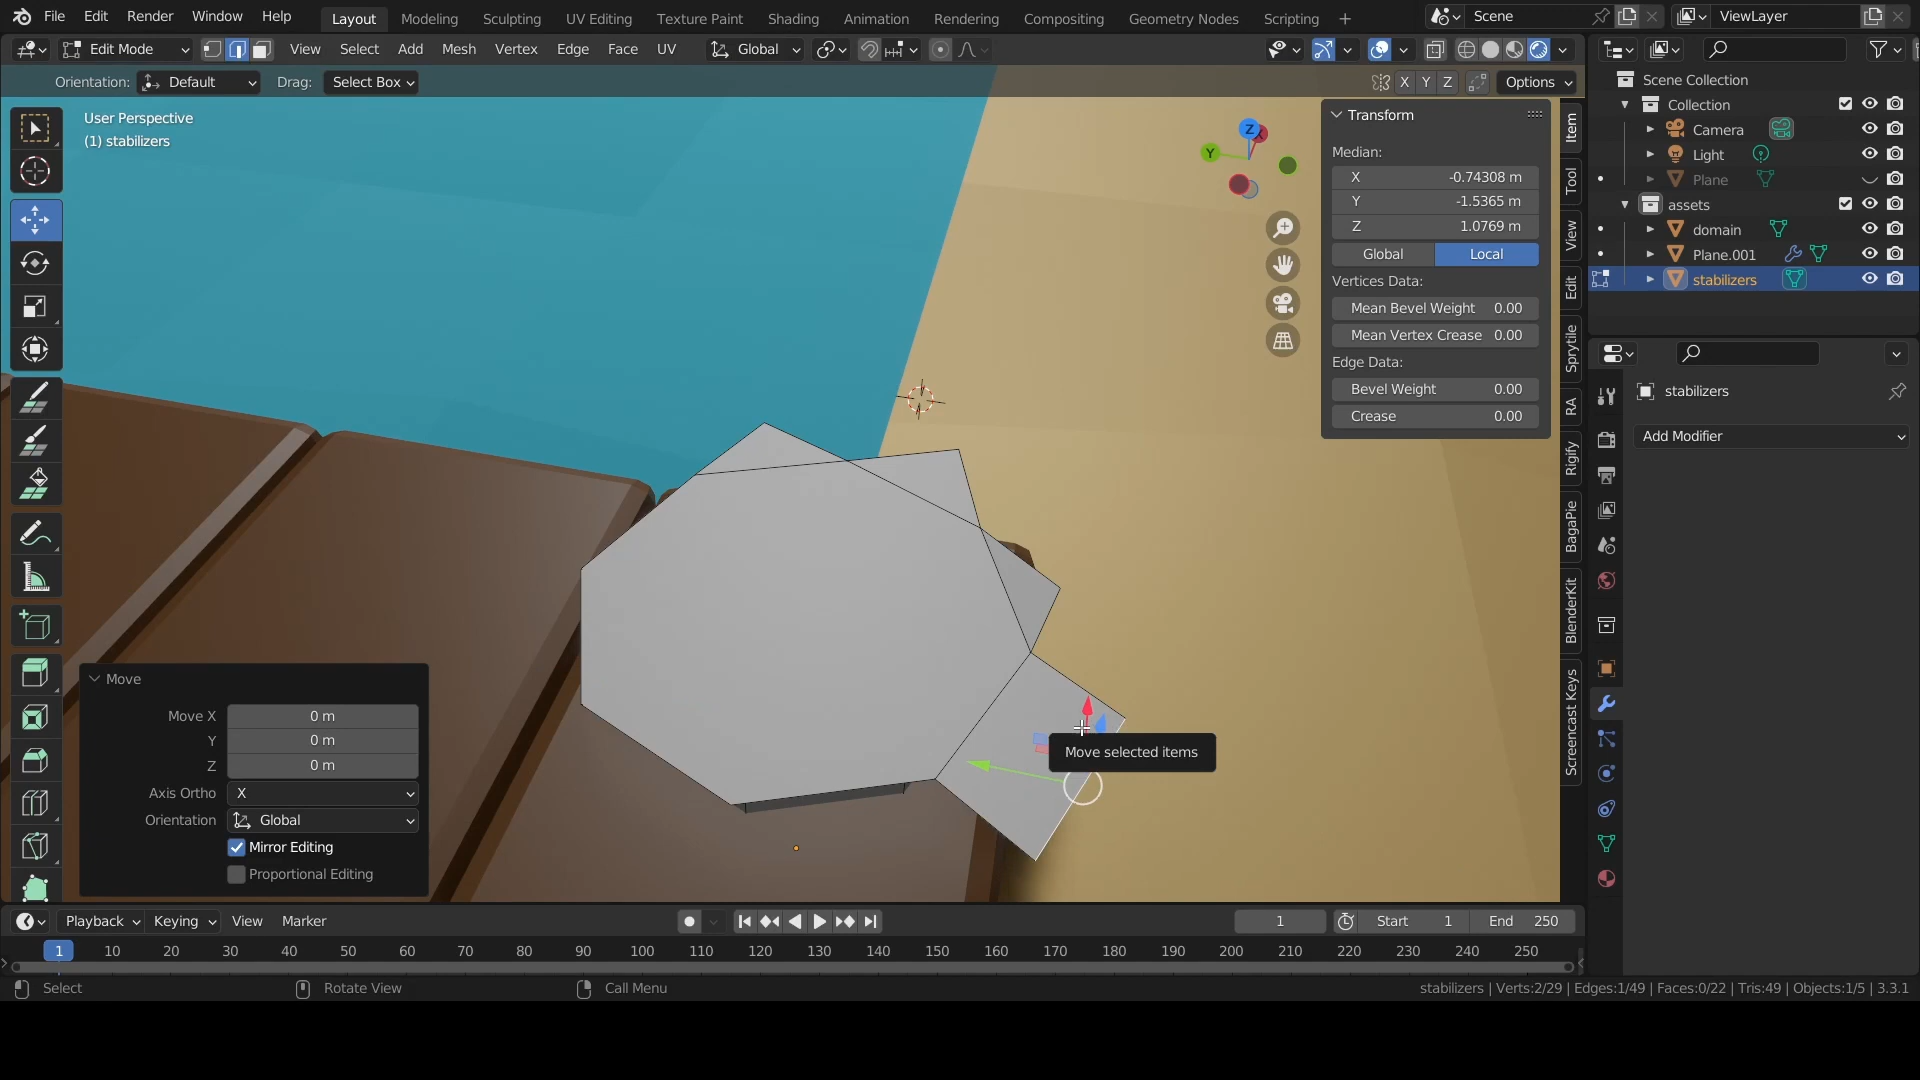 File Edit Render Window Help Layout Modeling Sculpting UV Editing Texture Paint Shading Animation Rendering Compositing Geometry Nodes Scripting + Scene ViewLayer
Edit Mode View Select Add Mesh Vertex Edge Face UV Global
Orientation: Default Drag: Select Box X Y Z Options
User Perspective
(1) stabilizers
Z
X
Y
Transform
Median:
X -0.74308 m
Y -1.5365 m
Z 1.0769 m
Global Local
Vertices Data:
Mean Bevel Weight 0.00
Mean Vertex Crease 0.00
Edge Data:
Bevel Weight 0.00
Crease 0.00
Item
Tool
View
Edit
Sprytile
RA
Rigify
BagaPie
BlenderKit
Screencast Keys
Scene Collection
Collection
Camera
Light
Plane
assets
domain
Plane.001
stabilizers
stabilizers
Add Modifier
Move
Move X 0 m
Y 0 m
Z 0 m
Axis Ortho X
Orientation Global
Mirror Editing
Proportional Editing
Move selected items
Playback Keying View Marker 1 Start 1 End 250
1 10 20 30 40 50 60 70 80 90 100 110 120 130 140 150 160 170 180 190 200 210 220 230 240 250
Select Rotate View Call Menu stabilizers | Verts:2/29 | Edges:1/49 | Faces:0/22 | Tris:49 | Objects:1/5 | 3.3.1